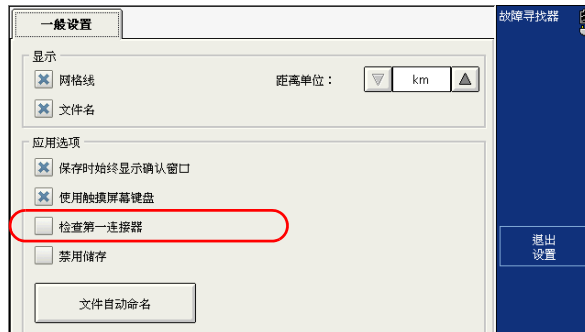 一般设置
故障寻找器
显示
网格线
距离单位： km
文件名
应用选项
保存时始终显示确认窗口
使用触摸屏幕键盘
检查第一连接器
禁用储存
退出
设置
文件自动命名